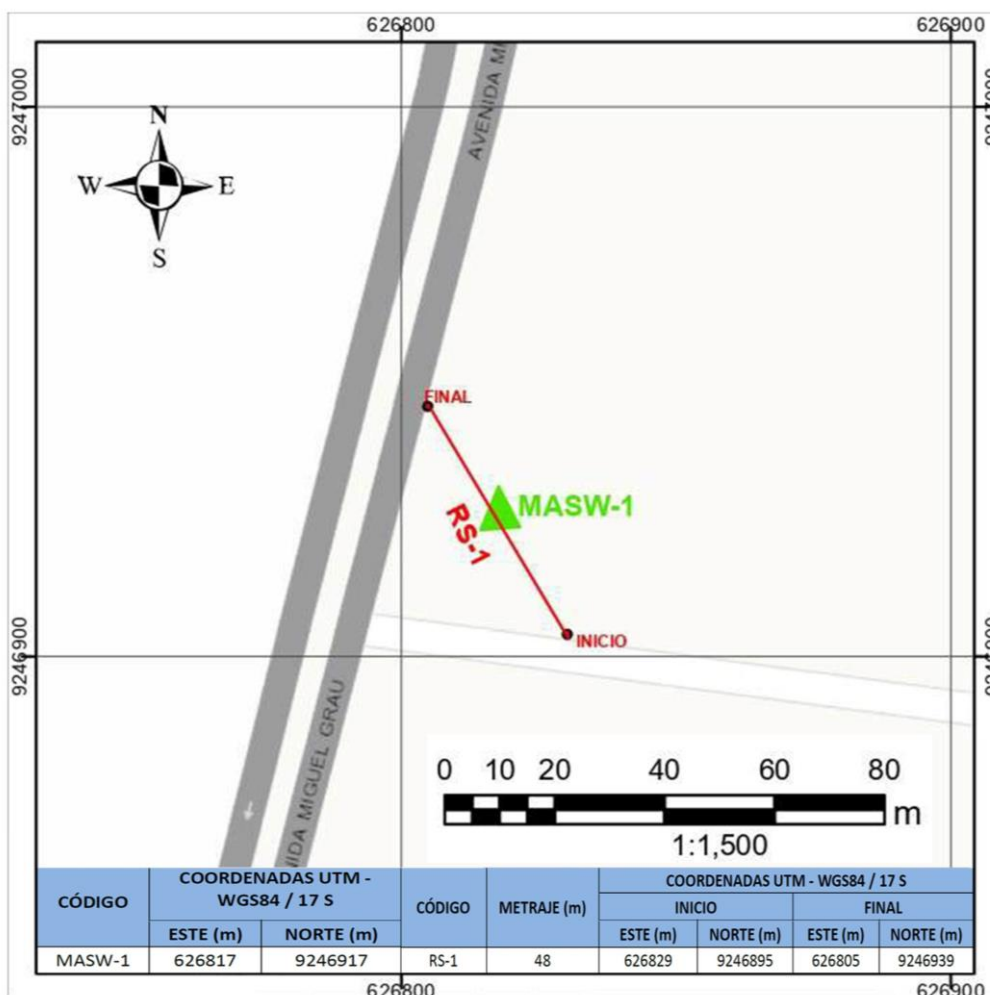 626800 626900
9247000 9247000
AVENIDA MI
N
W E
S
FINAL
MASW-1
RS-1
INICIO
9246900
NIDA MIGUEL GRAU
0 10 20 40 60 80
m
1:1,500
CÓDIGO COORDENADAS UTM - WGS84 / 17 S CÓDIGO METRAJE (m) COORDENADAS UTM - WGS84 / 17 S
INICIO FINAL
ESTE (m) NORTE (m) ESTE (m) NORTE (m) ESTE (m) NORTE (m)
MASW-1 626817 9246917 RS-1 48 626829 9246895 626805 9246939
626800 626900